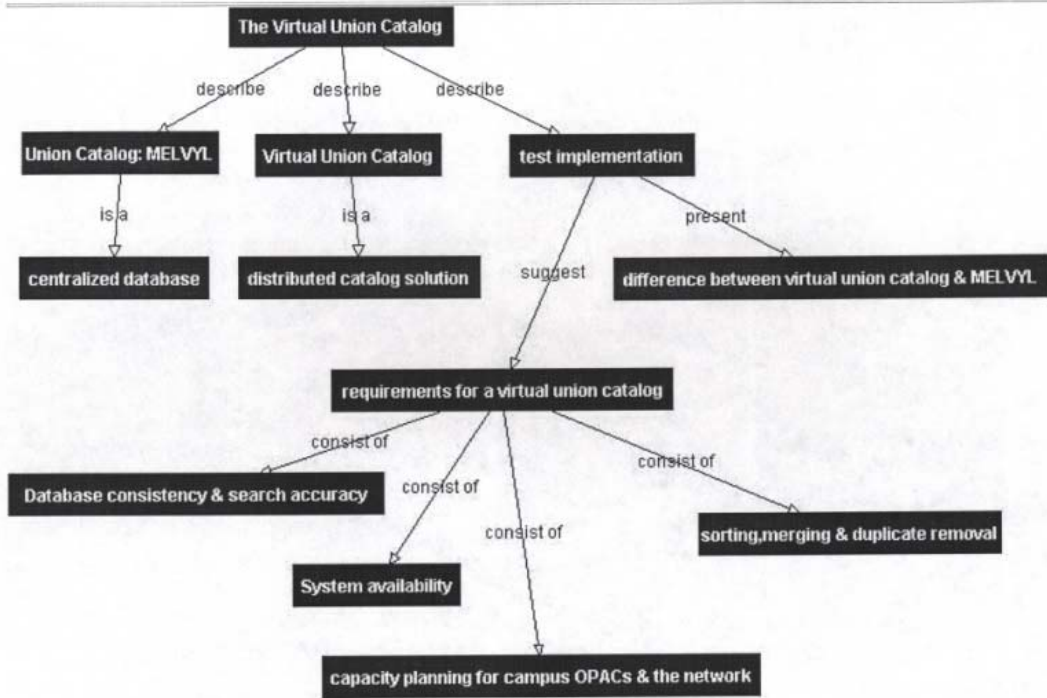 The Virtual Union Catalog
describe
describe
describe
Union Catalog: MELVYL
Virtual Union Catalog
test implementation
is a
is a
present
centralized database
distributed catalog solution
suggest
difference between virtual union catalog & MELVYL
requirements for a virtual union catalog
consist of
consist of
consist of
consist of
Database consistency & search accuracy
sorting,merging & duplicate removal
System availability
capacity planning for campus OPACs & the network